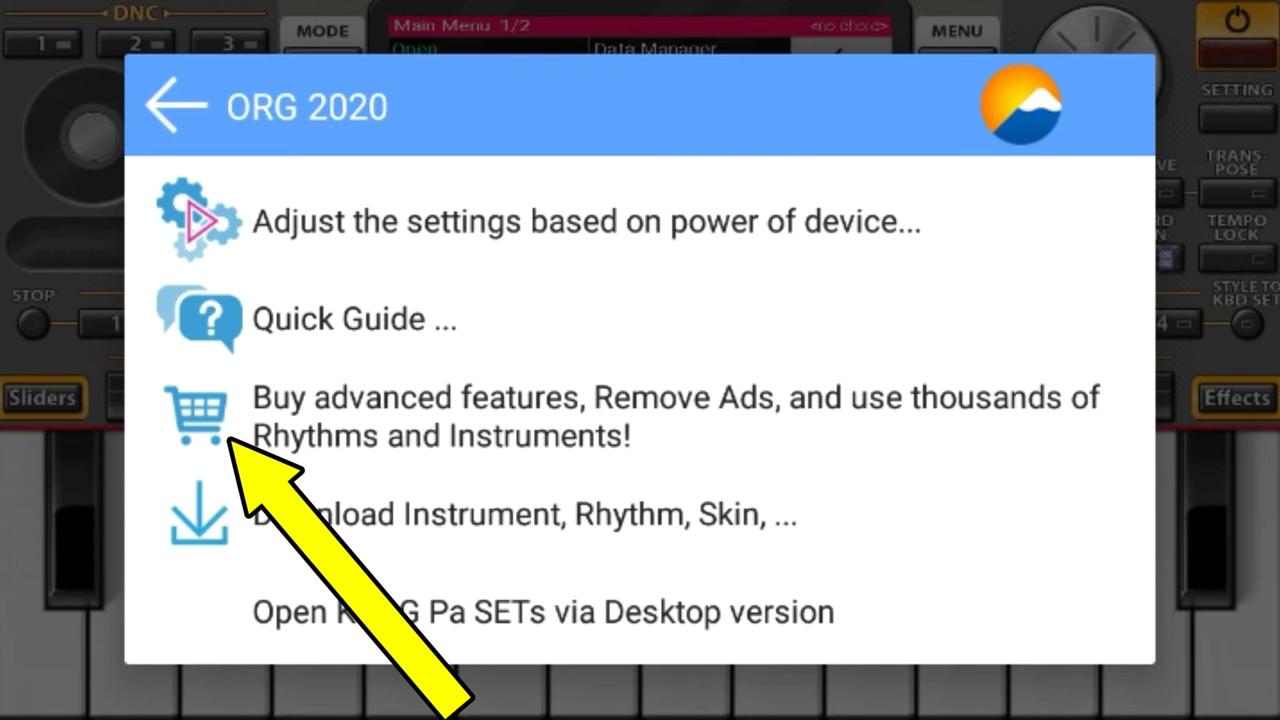 DNC
1 2 3
MODE
Main Menu 1/2 <no chord>
Open Data Manager
MENU
SETTING
TRANS-
POSE
TEMPO
LOCK
STOP
STYLE TO
KBD SET
1
4
Sliders
Effects
ORG 2020
Adjust the settings based on power of device...
Quick Guide ...
Buy advanced features, Remove Ads, and use thousands of
Rhythms and Instruments!
Download Instrument, Rhythm, Skin, ...
Open KORG Pa SETs via Desktop version